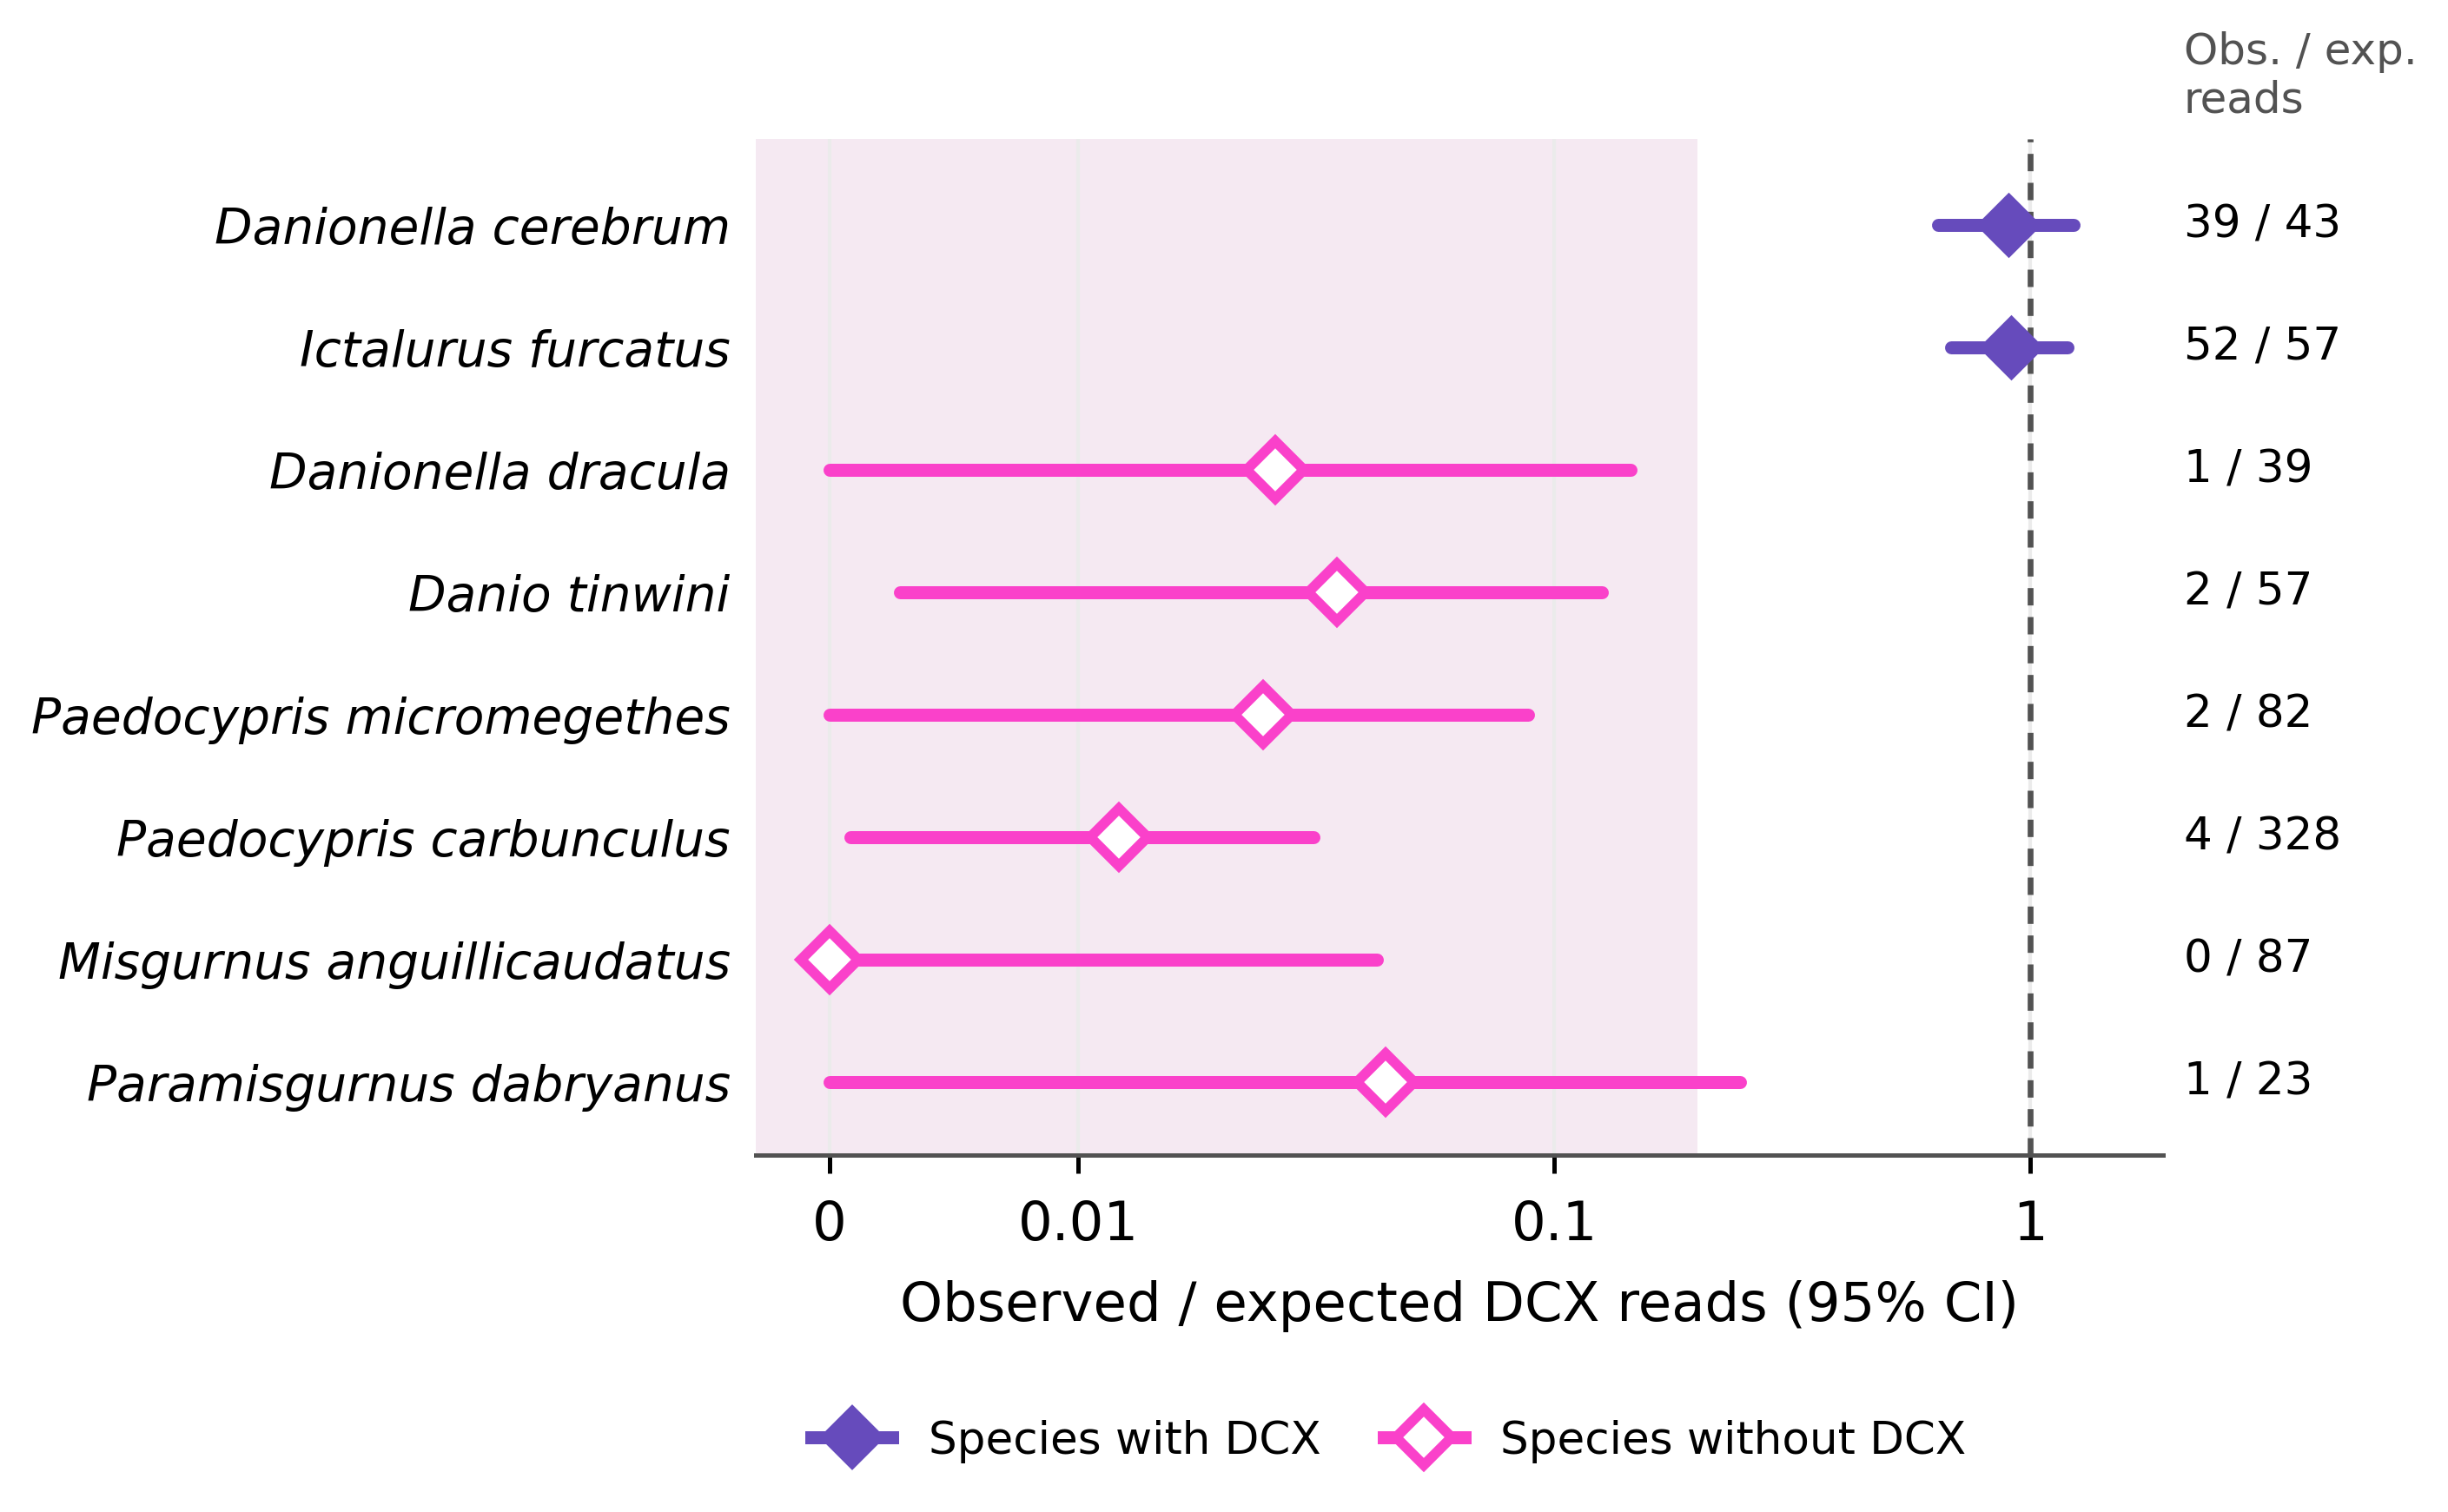 Obs. / exp.
reads
Danionella cerebrum 39 / 43
Ictalurus furcatus 52 / 57
Danionella dracula 1 / 39
Danio tinwini 2 / 57
Paedocypris micromegethes 2 / 82
Paedocypris carbunculus 4 / 328
Misgurnus anguillicaudatus 0 / 87
Paramisgurnus dabryanus 1 / 23
0 0.01 0.1 1
Observed / expected DCX reads (95% CI)
Species with DCX Species without DCX